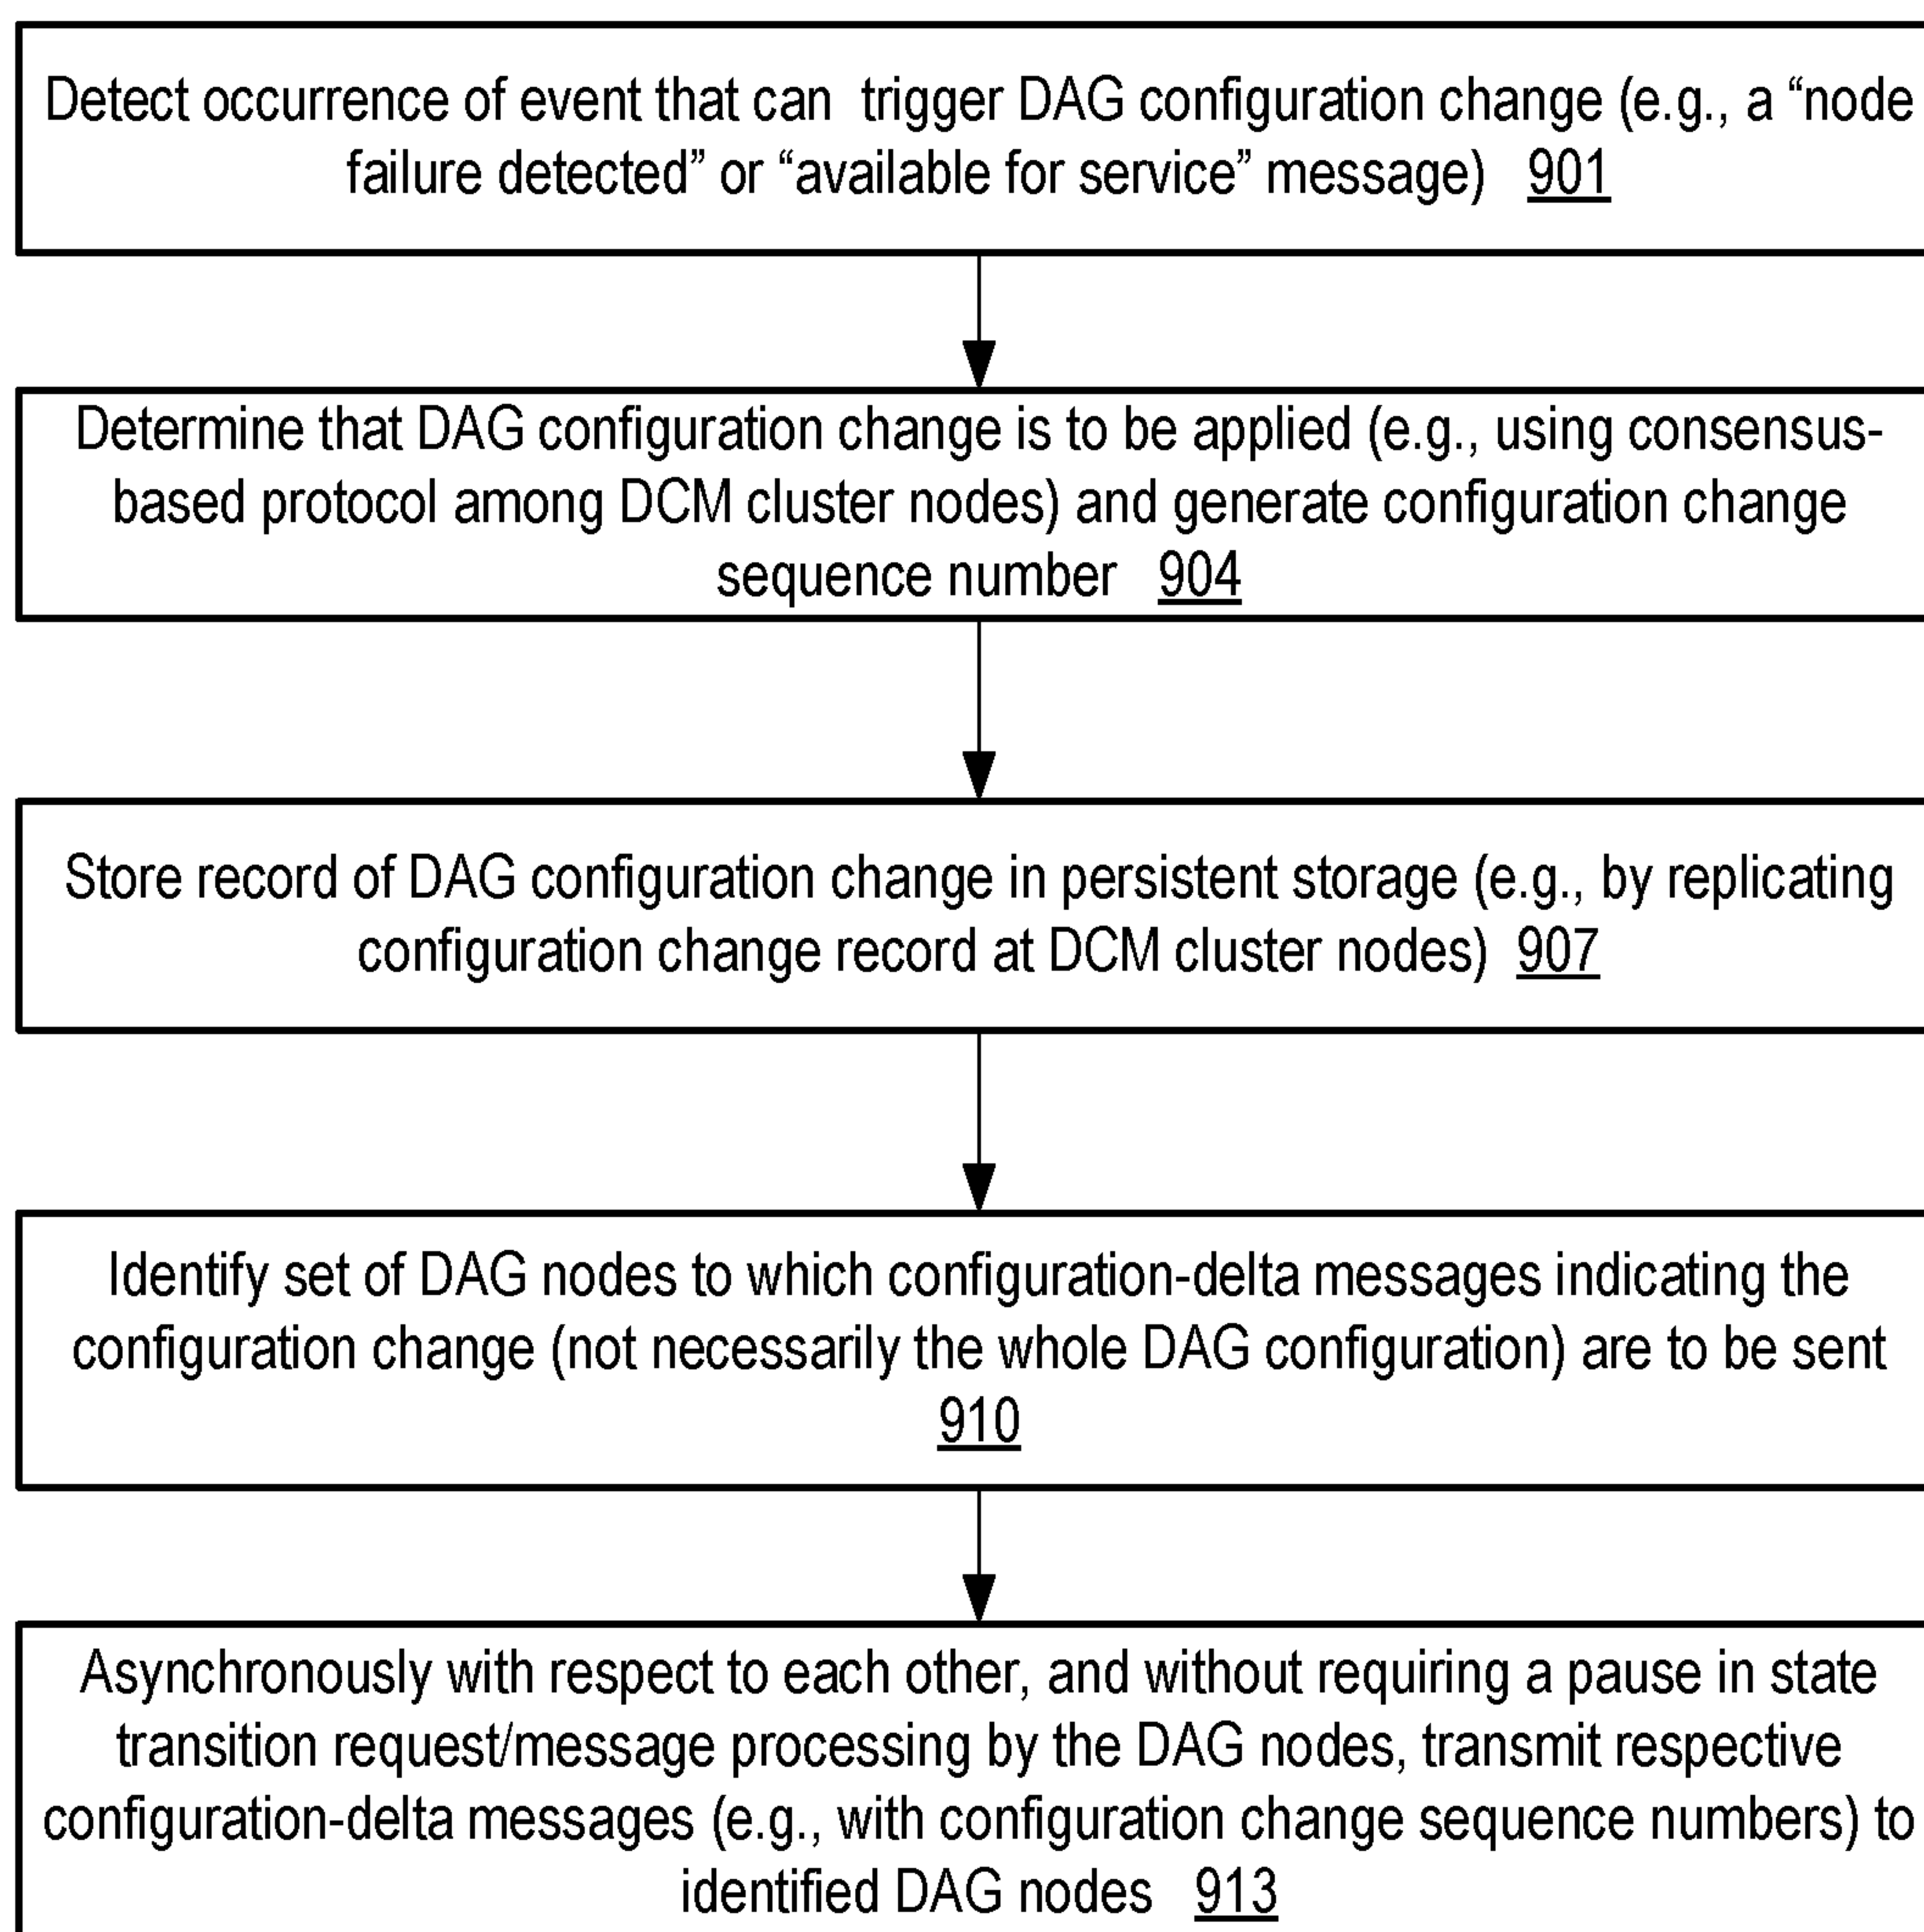 Detect occurrence of event that can trigger DAG configuration change (e.g., a “node
failure detected” or “available for service” message) 901
Determine that DAG configuration change is to be applied (e.g., using consensus-
based protocol among DCM cluster nodes) and generate configuration change
sequence number 904
Store record of DAG configuration change in persistent storage (e.g., by replicating
configuration change record at DCM cluster nodes) 907
Identify set of DAG nodes to which configuration-delta messages indicating the
configuration change (not necessarily the whole DAG configuration) are to be sent
910
Asynchronously with respect to each other, and without requiring a pause in state
transition request/message processing by the DAG nodes, transmit respective
configuration-delta messages (e.g., with configuration change sequence numbers) to
identified DAG nodes 913